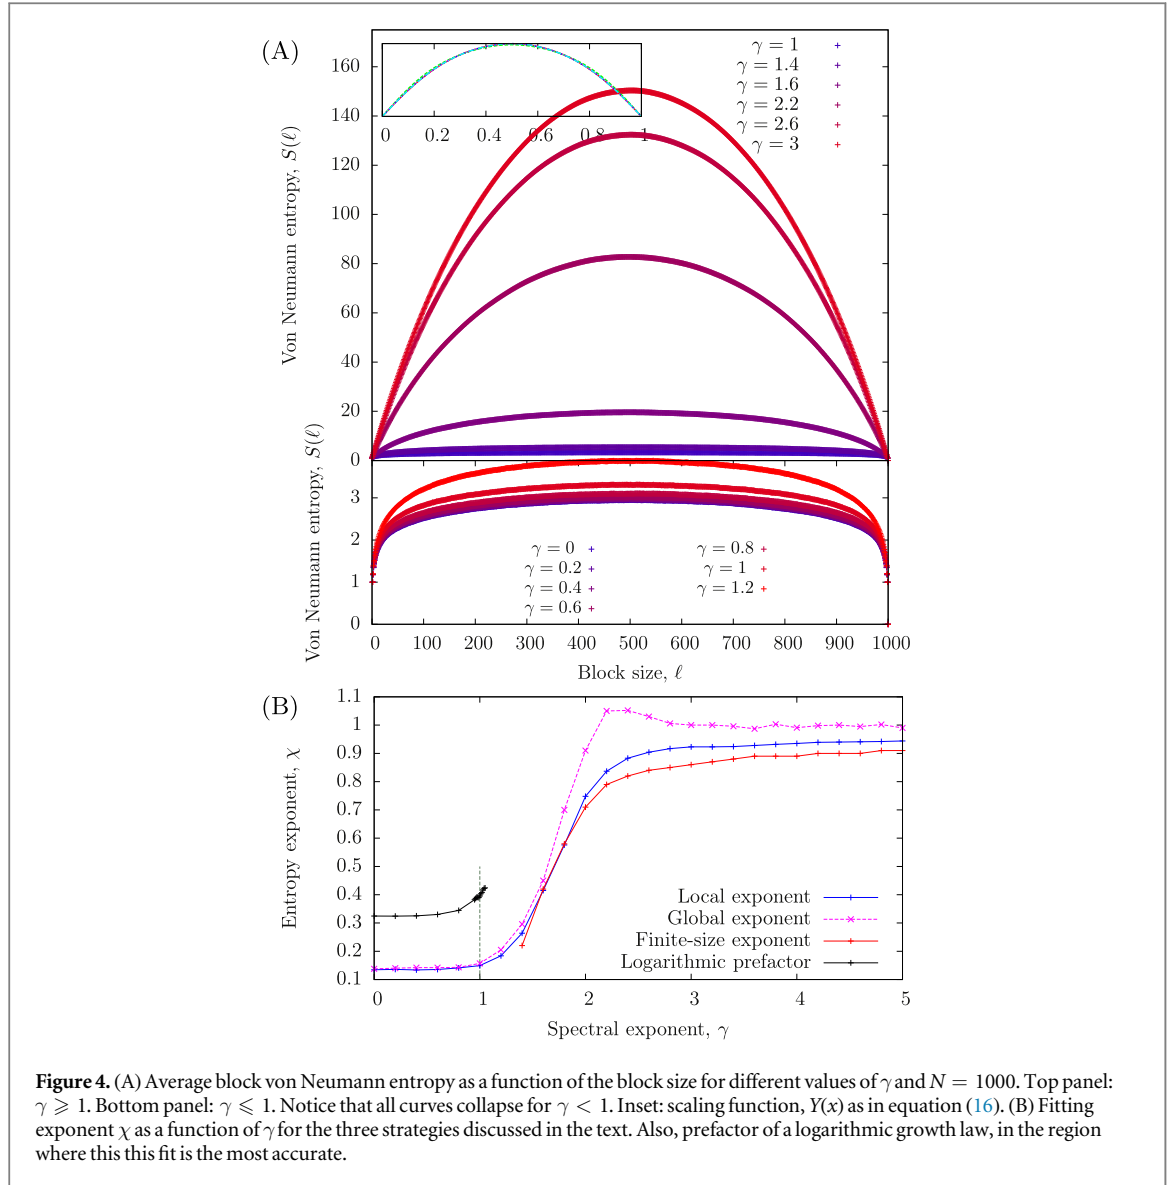 (A)
Von Neumann entropy, S(ℓ)
160
140
120
100
80
60
40
20
0
0 0.2 0.4 0.6 0.8 1
γ = 1
γ = 1.4
γ = 1.6
γ = 2.2
γ = 2.6
γ = 3
Von Neumann entropy, S(ℓ)
3
2
1
0
γ = 0
γ = 0.2
γ = 0.4
γ = 0.6
γ = 0.8
γ = 1
γ = 1.2
0 100 200 300 400 500 600 700 800 900 1000
Block size, ℓ
(B)
Entropy exponent, χ
1.1
1
0.9
0.8
0.7
0.6
0.5
0.4
0.3
0.2
0.1
Local exponent
Global exponent
Finite-size exponent
Logarithmic prefactor
0 1 2 3 4 5
Spectral exponent, γ
Figure 4. (A) Average block von Neumann entropy as a function of the block size for different values of γ and N = 1000. Top panel:
γ ⩾ 1. Bottom panel: γ ⩽ 1. Notice that all curves collapse for γ < 1. Inset: scaling function, Y(x) as in equation (16). (B) Fitting
exponent χ as a function of γ for the three strategies discussed in the text. Also, prefactor of a logarithmic growth law, in the region
where this this fit is the most accurate.